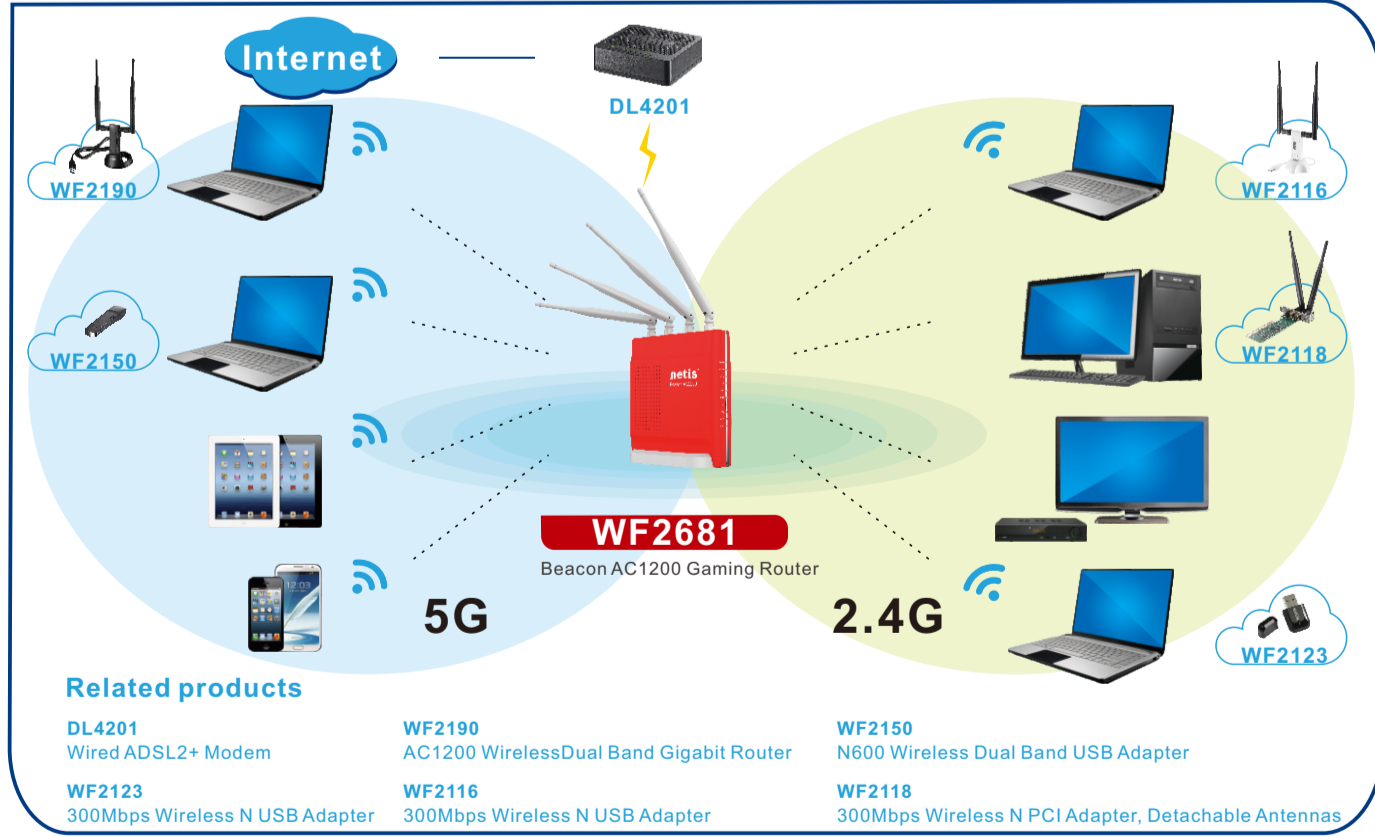 Internet
DL4201
WF2190
WF2116
WF2150
WF2118
netis
WF2681
Beacon AC1200 Gaming Router
12:03
5G
2.4G
WF2123
Related products
DL4201
Wired ADSL2+ Modem
WF2190
AC1200 WirelessDual Band Gigabit Router
WF2150
N600 Wireless Dual Band USB Adapter
WF2123
300Mbps Wireless N USB Adapter
WF2116
300Mbps Wireless N USB Adapter
WF2118
300Mbps Wireless N PCI Adapter, Detachable Antennas